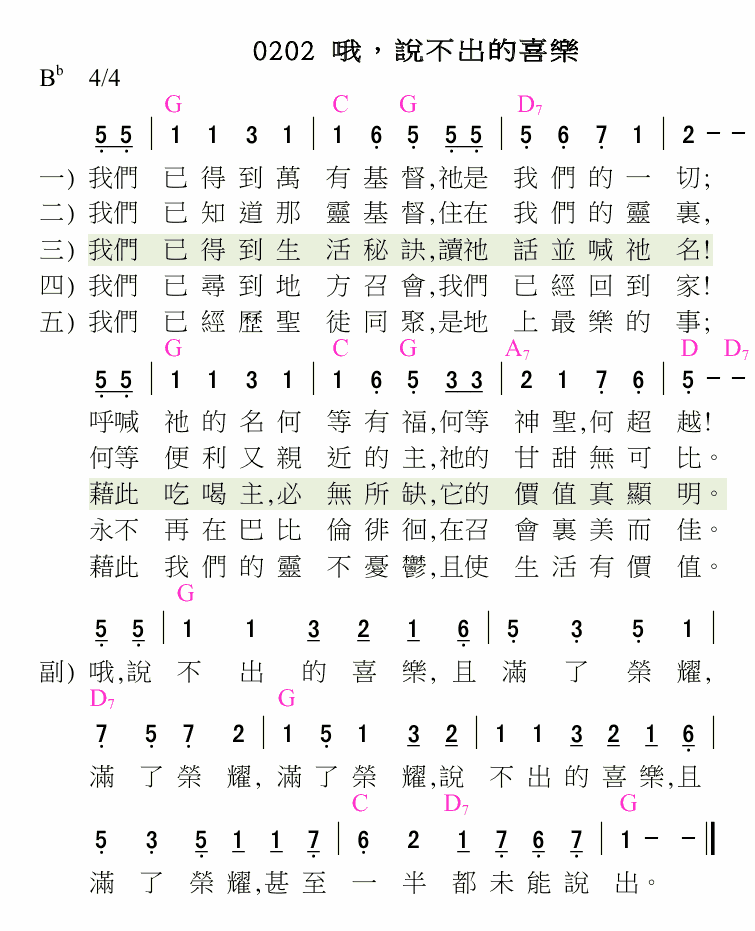 0202 哦，說不出的喜樂
B♭ 4/4
G C G D7
5 5 | 1 1 3 1 | 1 6 5 5 5 | 5 6 7 1 | 2 - -
一) 我們 已得到萬 有基督,祂是 我們的一 切;
二) 我們 已知道那 靈基督,住在 我們的靈 裏,
三) 我們 已得到生 活秘訣,讀祂 話並喊祂 名!
四) 我們 已尋到地 方召會,我們 已經回到 家!
五) 我們 已經歷聖 徒同聚,是地 上最樂的 事;
G C G A7 D D7
5 5 | 1 1 3 1 | 1 6 5 3 3 | 2 1 7 6 | 5 - -
呼喊 祂的名何 等有福,何等 神聖,何超 越!
何等 便利又親 近的主,祂的 甘甜無可 比。
藉此 吃喝主,必 無所缺,它的 價值真顯 明。
永不 再在巴比 倫徘徊,在召 會裏美而 佳。
藉此 我們的靈 不憂鬱,且使 生活有價 值。
G
5 5 | 1 1 3 2 1 6 | 5 3 5 1 |
副) 哦,說 不 出 的 喜 樂, 且 滿 了 榮 耀,
D7 G
7 5 7 2 | 1 5 1 3 2 | 1 1 3 2 1 6 |
滿 了 榮 耀, 滿 了 榮 耀,說 不 出 的 喜 樂,且
C D7 G
5 3 5 1 1 7 | 6 2 1 7 6 7 | 1 - - ||
滿 了 榮 耀,甚 至 一 半 都 未 能 說 出。